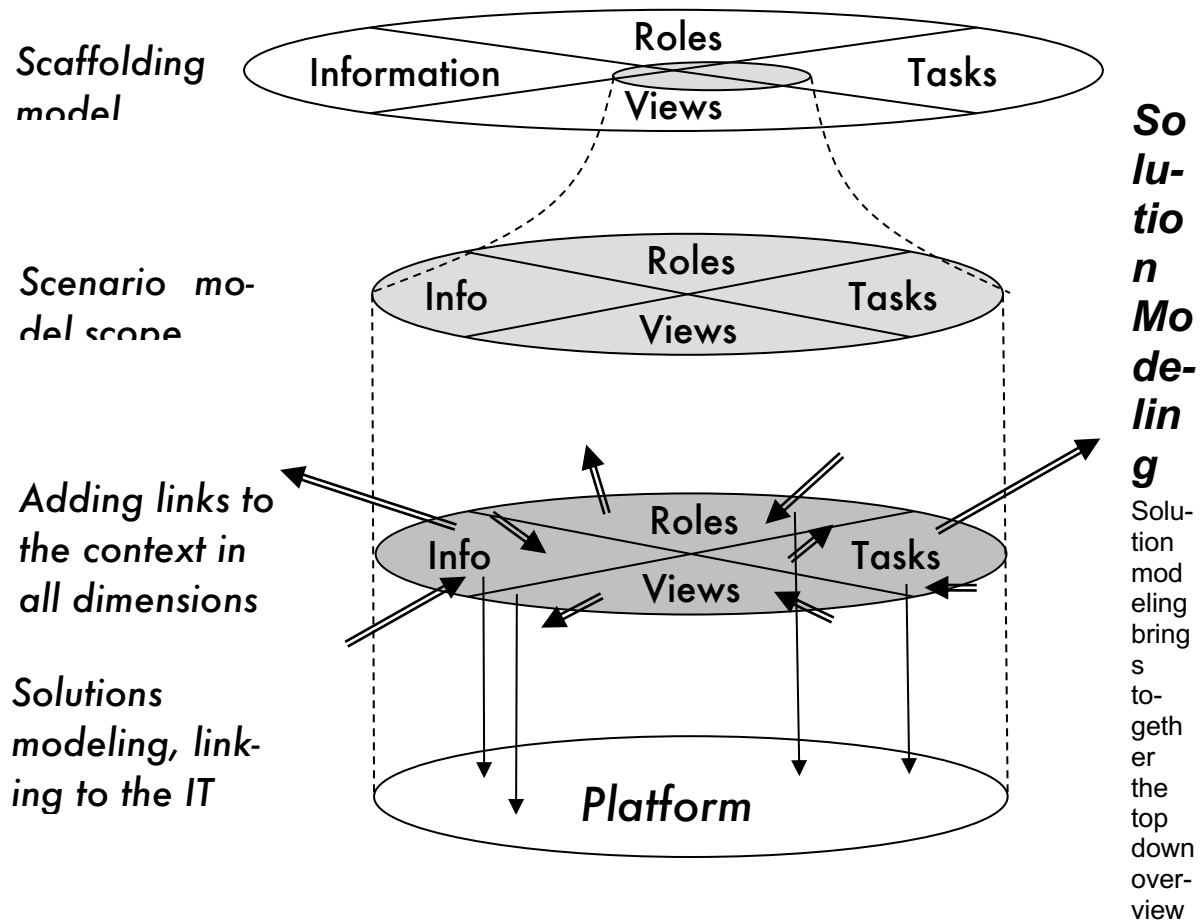 Scaffolding
model
Roles
Information
Tasks
Views
Scenario mo-
del scope
Roles
Info
Tasks
Views
Adding links to
the context in
all dimensions
Roles
Info
Tasks
Views
Solutions
modeling, link-
ing to the IT
Platform
So
lu-
tio
n
Mo
de-
lin
g
Solu-
tion
mod
eling
bring
s
to-
geth
er
the
top
down
over-
view